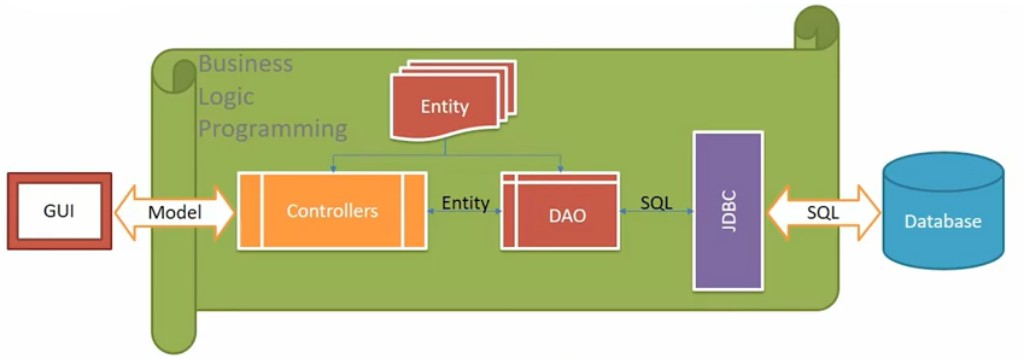 Business
Logic
Programming
Entity
GUI
Model
Controllers
Entity
DAO
SQL
JDBC
SQL
Database